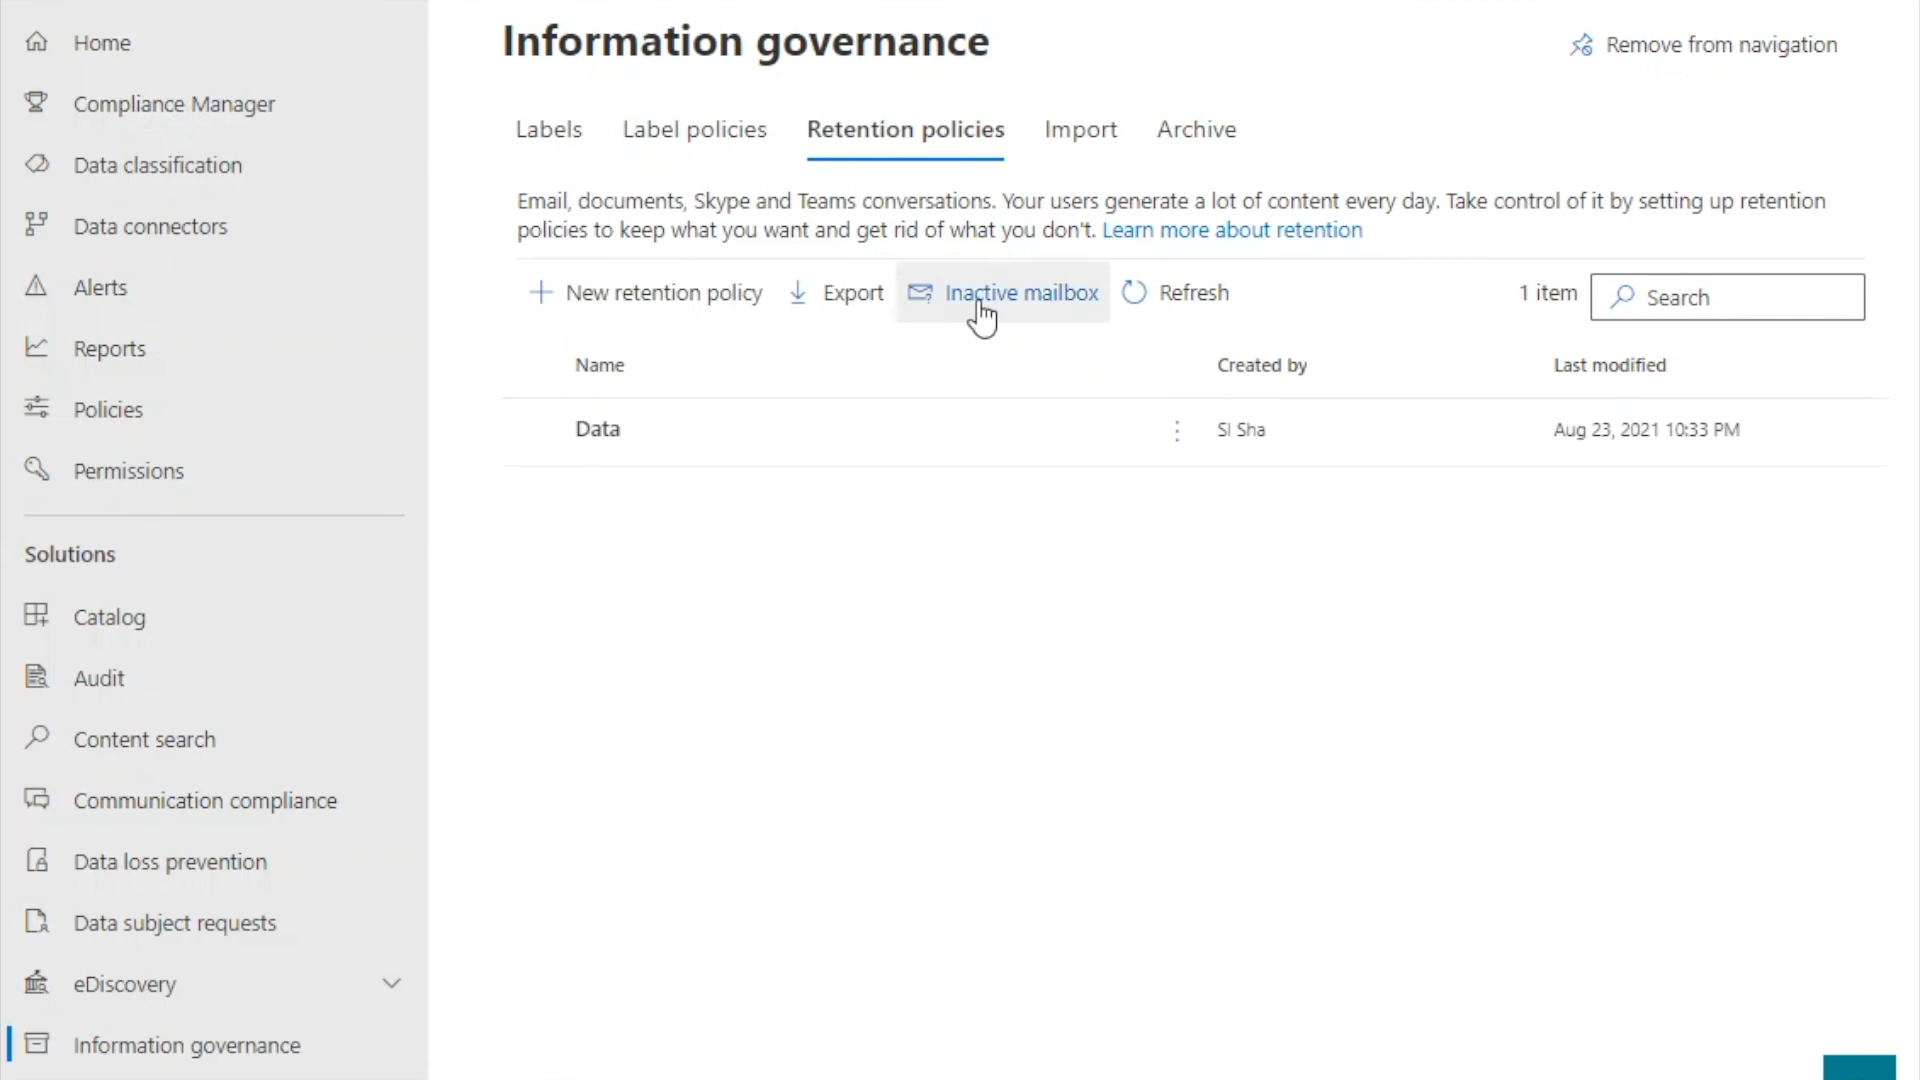 Home
Compliance Manager
Data classification
Data connectors
Alerts
Reports
Policies
Permissions
Solutions
Catalog
Audit
Content search
Communication compliance
Data loss prevention
Data subject requests
eDiscovery
Information governance
Information governance
Remove from navigation
Labels Label policies Retention policies Import Archive
Email, documents, Skype and Teams conversations. Your users generate a lot of content every day. Take control of it by setting up retention
policies to keep what you want and get rid of what you don't. Learn more about retention
New retention policy Export Inactive mailbox Refresh 1 item Search
Name Created by Last modified
Data SI Sha Aug 23, 2021 10:33 PM